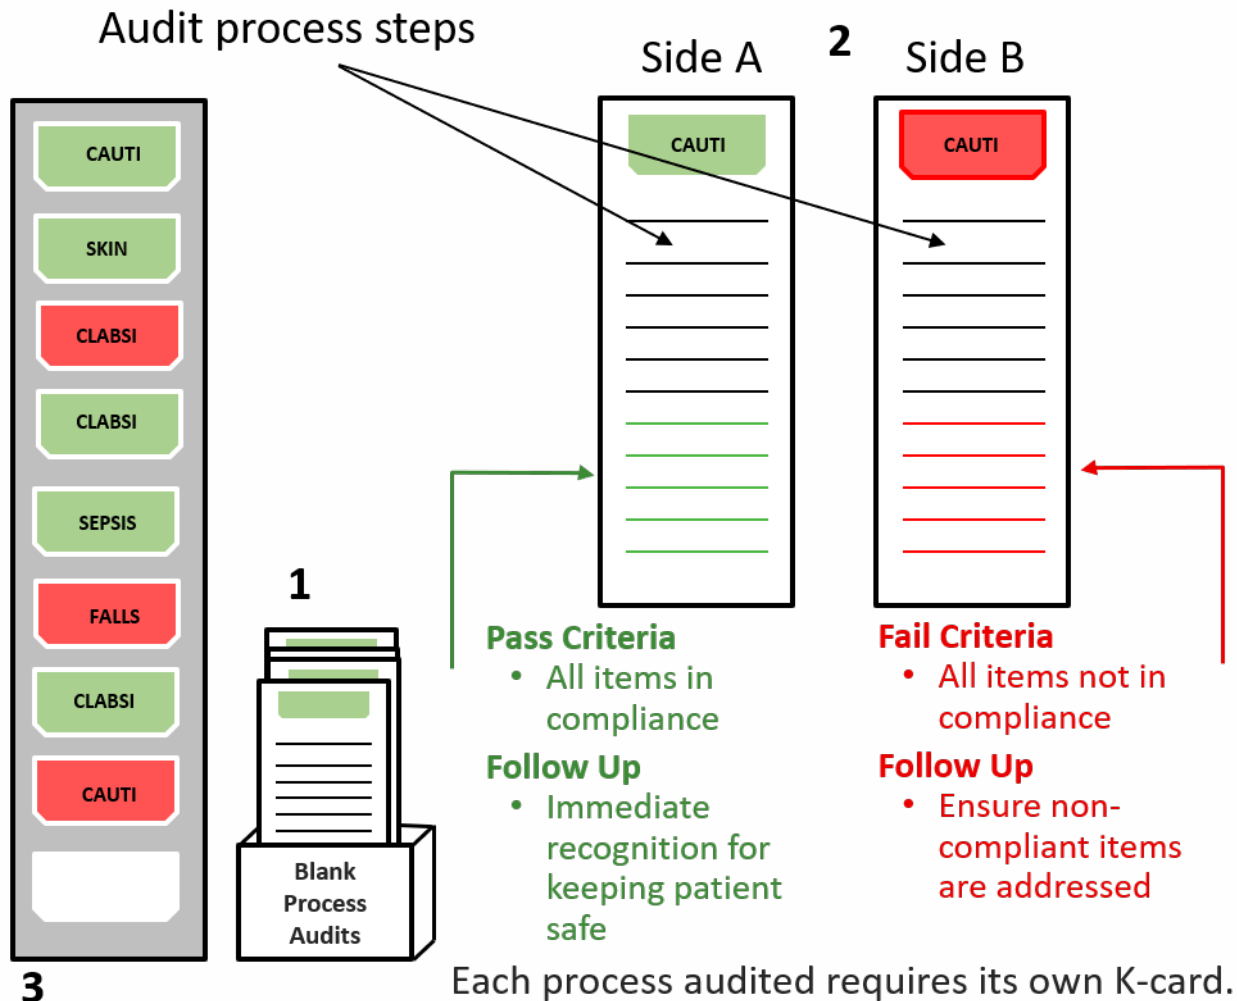 Audit process steps
2
Side A
Side B
CAUTI
SKIN
CLABSI
CLABSI
SEPSIS
FALLS
CLABSI
CAUTI
3
1
Blank
Process
Audits
CAUTI
CAUTI
Pass Criteria
• All items in
compliance
Follow Up
• Immediate
recognition for
keeping patient
safe
Fail Criteria
• All items not in
compliance
Follow Up
• Ensure non-
compliant items
are addressed
Each process audited requires its own K-card.